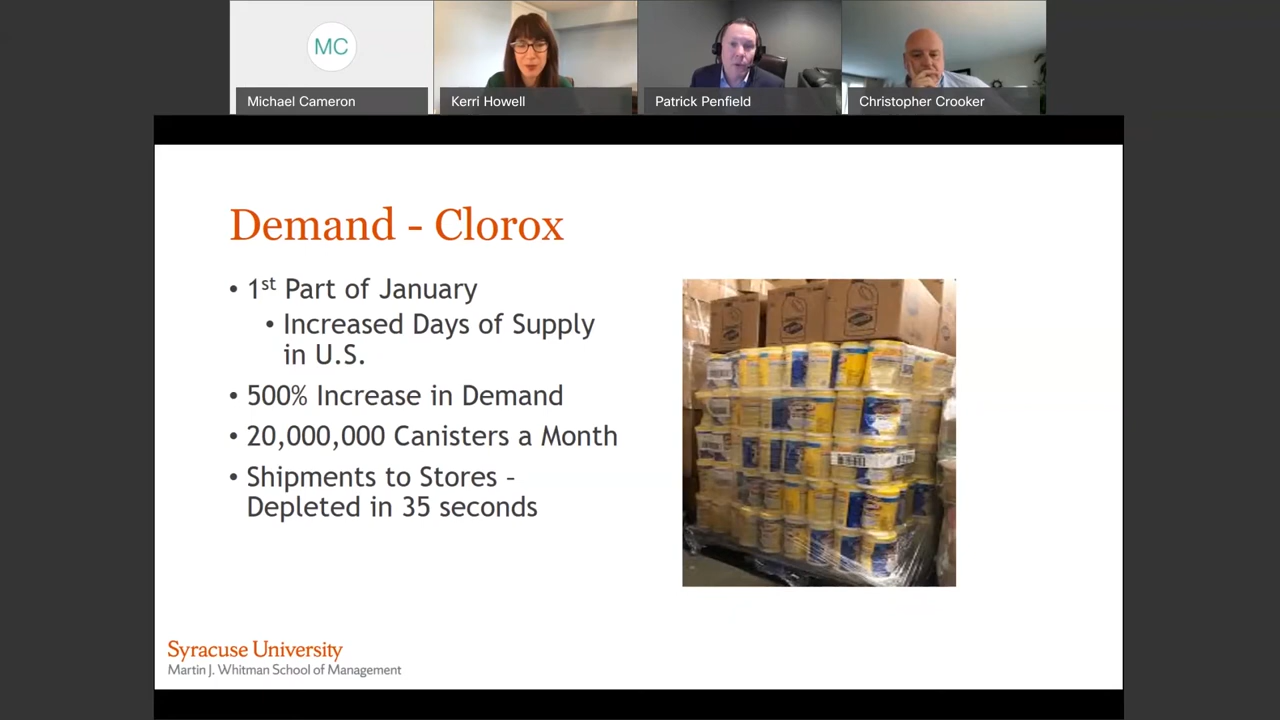 MC
Michael Cameron
Kerri Howell
Patrick Penfield
Christopher Crooker
Demand - Clorox
• 1st Part of January
• Increased Days of Supply
in U.S.
• 500% Increase in Demand
• 20,000,000 Canisters a Month
• Shipments to Stores –
Depleted in 35 seconds
Syracuse University
Martin J. Whitman School of Management